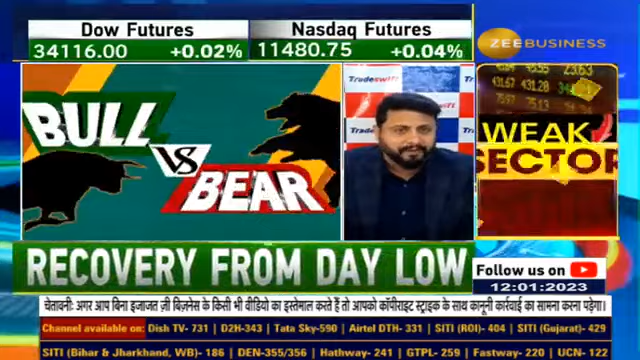 Dow Futures
34116.00 +0.02%
Nasdaq Futures
11480.75 +0.04%
ZEEBUSINESS
BULL
VS
BEAR
Tradeswift
WEAK
SECTOR
RECOVERY FROM DAY LOW
Follow us on
12:01:2023
चेतावनी: अगर आप बिना इजाजत ज़ी बिज़नेस के किसी भी वीडियो का इस्तेमाल करते हैं तो आपको कॉपीराइट स्ट्राइक के साथ कानूनी कार्रवाई का सामना करना पड़ेगा।
Channel available on: Dish TV- 731 | D2H-343 | Tata Sky-590 | Airtel DTH- 331 | SITI (ROI) - 404 | SITI (Gujarat) - 429
SITI (Bihar & Jharkhand, WB)- 186 | DEN-355/356 | Hathway- 241 | GTPL- 259 | Fastway- 220 | UCN- 122